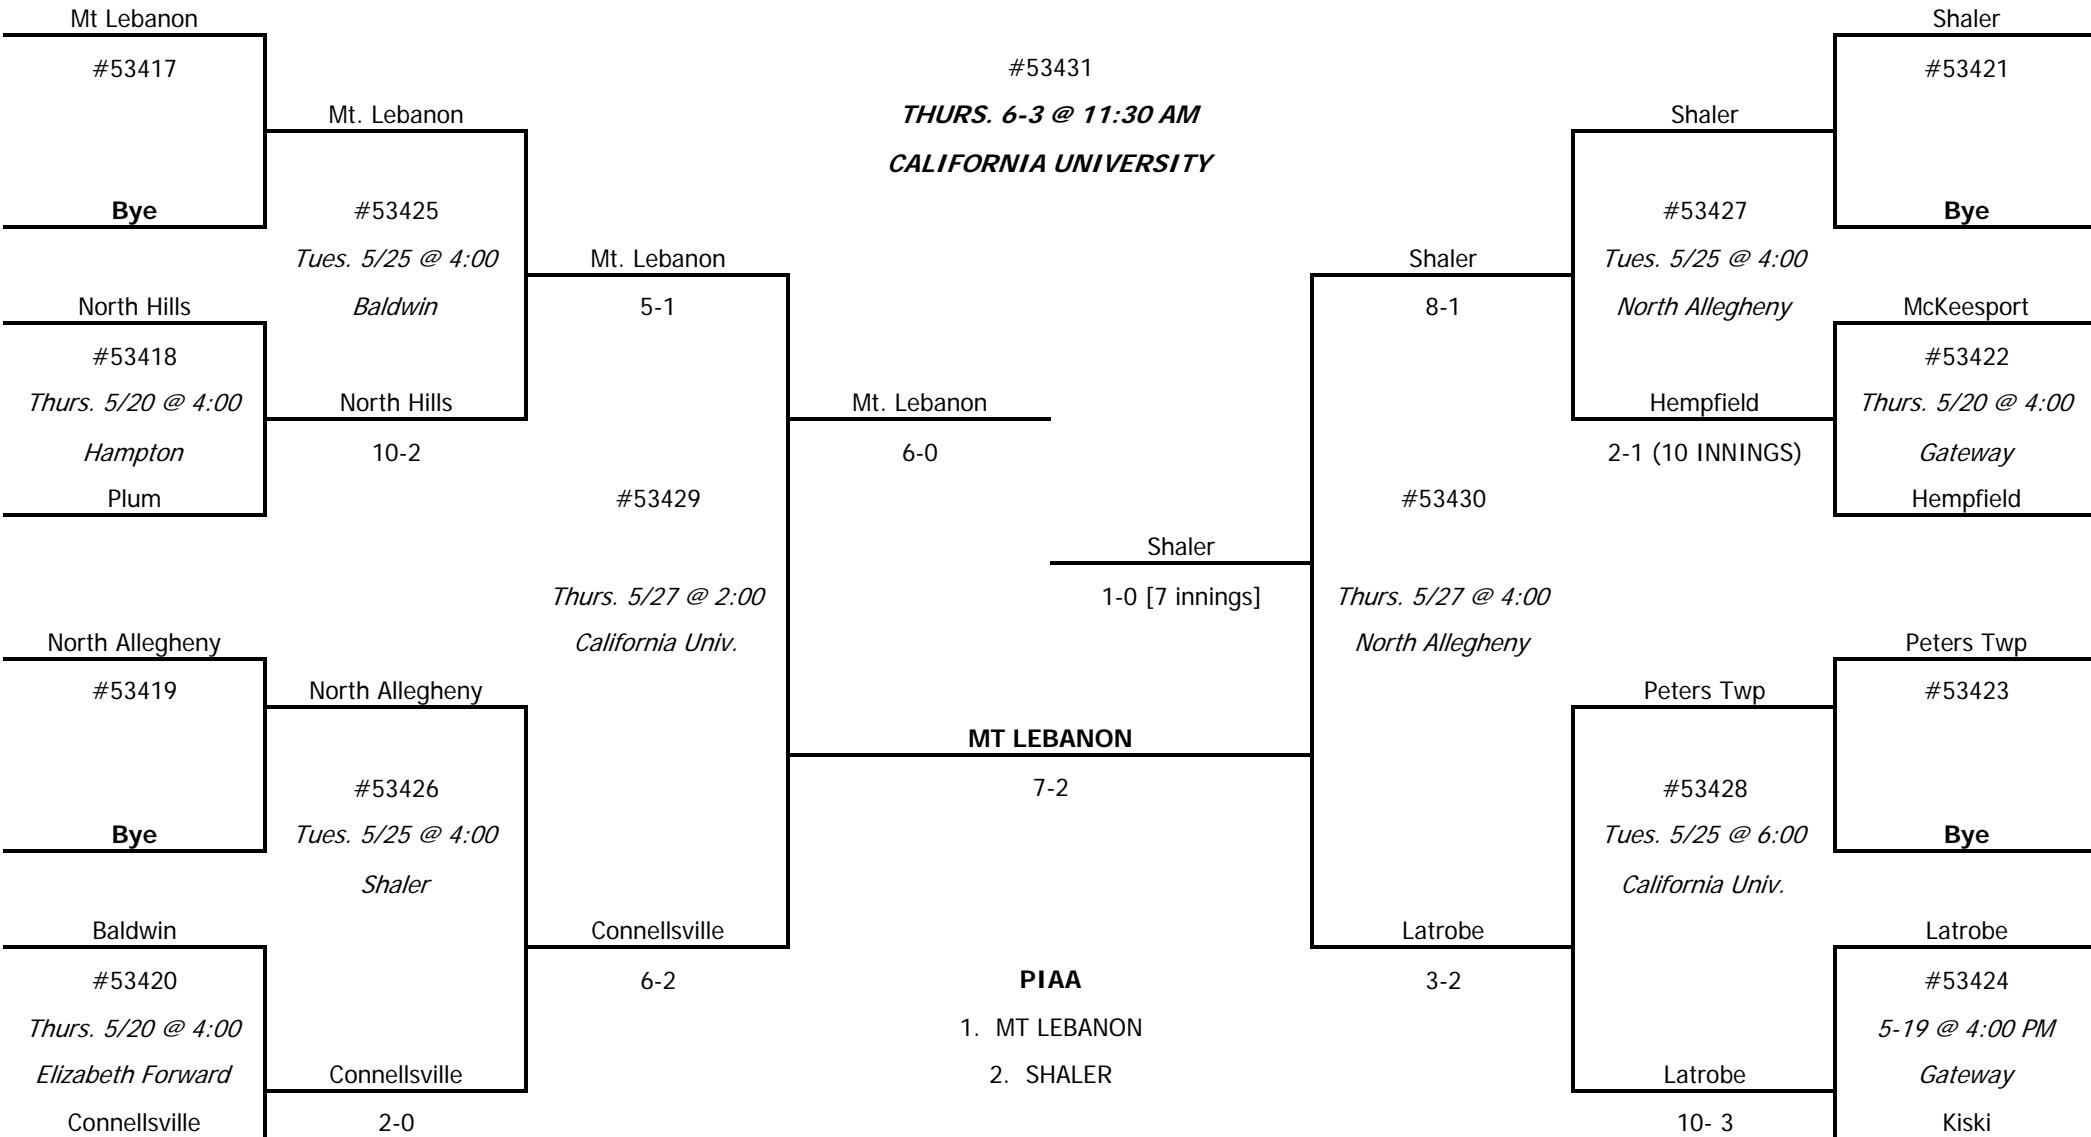 Mt Lebanon
#53417
Bye
North Hills
#53418
Thurs. 5/20 @ 4:00
Hampton
Plum
North Allegheny
#53419
Bye
Baldwin
#53420
Thurs. 5/20 @ 4:00
Elizabeth Forward
Connellsville
Mt. Lebanon
#53425
Tues. 5/25 @ 4:00
Baldwin
North Hills
10-2
North Allegheny
#53426
Tues. 5/25 @ 4:00
Shaler
Connellsville
2-0
Mt. Lebanon
5-1
#53429
Thurs. 5/27 @ 2:00
California Univ.
Connellsville
6-2
#53431
THURS. 6-3 @ 11:30 AM
CALIFORNIA UNIVERSITY
Mt. Lebanon
6-0
Shaler
1-0 [7 innings]
MT LEBANON
7-2
PIAA
1. MT LEBANON
2. SHALER
Shaler
8-1
#53430
Thurs. 5/27 @ 4:00
North Allegheny
Latrobe
3-2
Shaler
#53427
Tues. 5/25 @ 4:00
North Allegheny
Hempfield
2-1 (10 INNINGS)
Peters Twp
#53428
Tues. 5/25 @ 6:00
California Univ.
Latrobe
10- 3
Shaler
#53421
Bye
McKeesport
#53422
Thurs. 5/20 @ 4:00
Gateway
Hempfield
Peters Twp
#53423
Bye
Latrobe
#53424
5-19 @ 4:00 PM
Gateway
Kiski